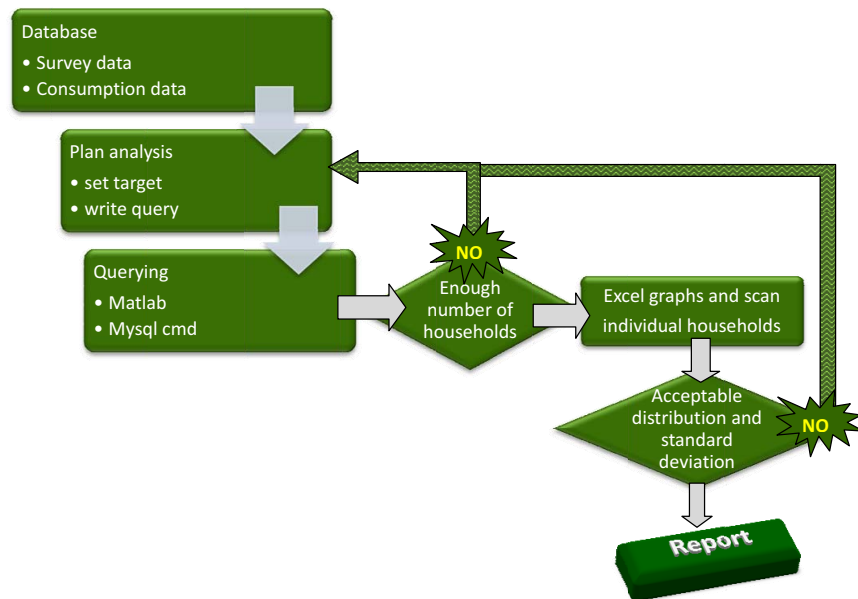 Database
• Survey data
• Consumption data
Plan analysis
• set target
• write query
Querying
• Matlab
• Mysql cmd
NO
Enough
number of
households
Excel graphs and scan
individual households
Acceptable
distribution and
standard
deviation
NO
Report